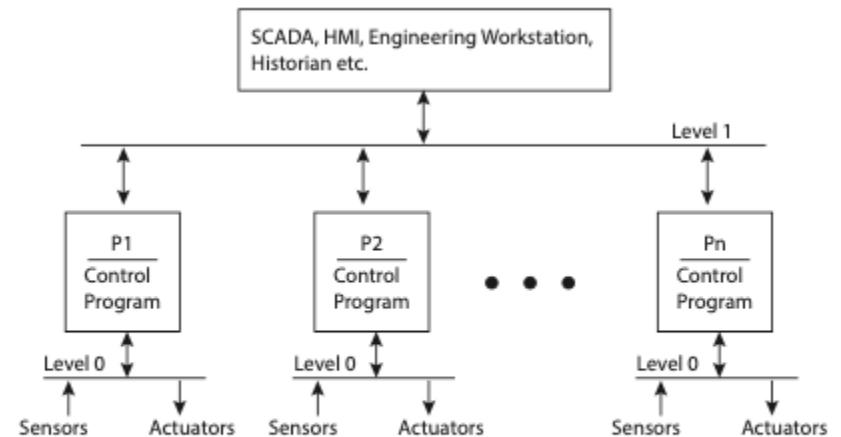 SCADA, HMI, Engineering Workstation,
Historian etc.
Level 1
P1
Control
Program
P2
Control
Program
Pn
Control
Program
Level 0
Level 0
Level 0
Sensors
Actuators
Sensors
Actuators
Sensors
Actuators